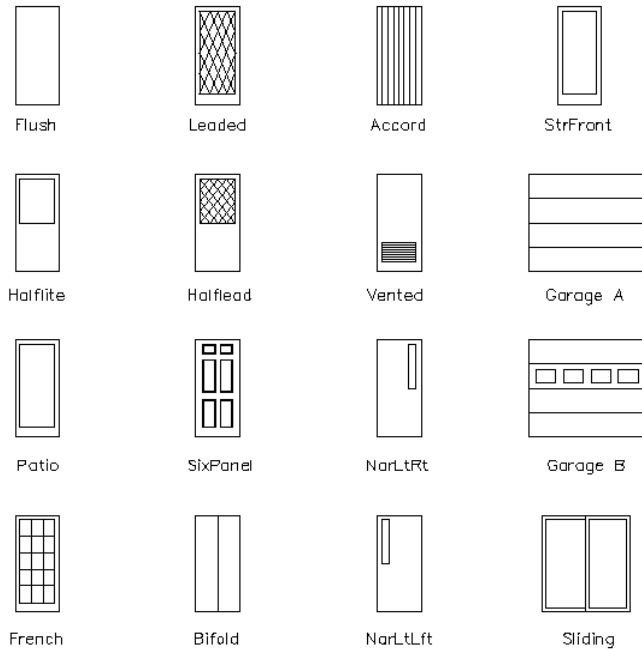 Flush Leaded Accord StrFront
Halflite Halflead Vented Garage A
Patio SixPanel NarLtRt Garage B
French Bifold NarLtLft Sliding